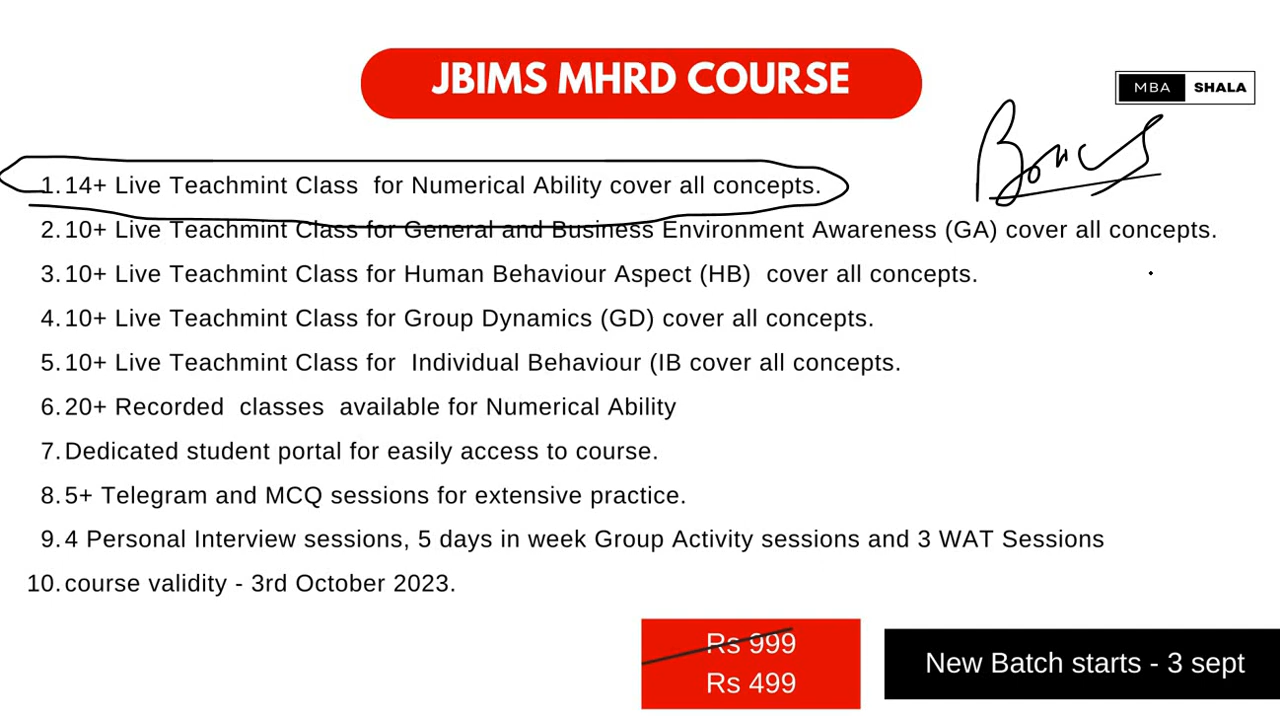 JBIMS MHRD COURSE
MBA SHALA
Bonus
1. 14+ Live Teachmint Class for Numerical Ability cover all concepts.
2. 10+ Live Teachmint Class for General and Business Environment Awareness (GA) cover all concepts.
3. 10+ Live Teachmint Class for Human Behaviour Aspect (HB) cover all concepts.
4. 10+ Live Teachmint Class for Group Dynamics (GD) cover all concepts.
5. 10+ Live Teachmint Class for Individual Behaviour (IB cover all concepts.
6. 20+ Recorded classes available for Numerical Ability
7. Dedicated student portal for easily access to course.
8. 5+ Telegram and MCQ sessions for extensive practice.
9. 4 Personal Interview sessions, 5 days in week Group Activity sessions and 3 WAT Sessions
10. course validity - 3rd October 2023.
Rs 999
Rs 499
New Batch starts - 3 sept